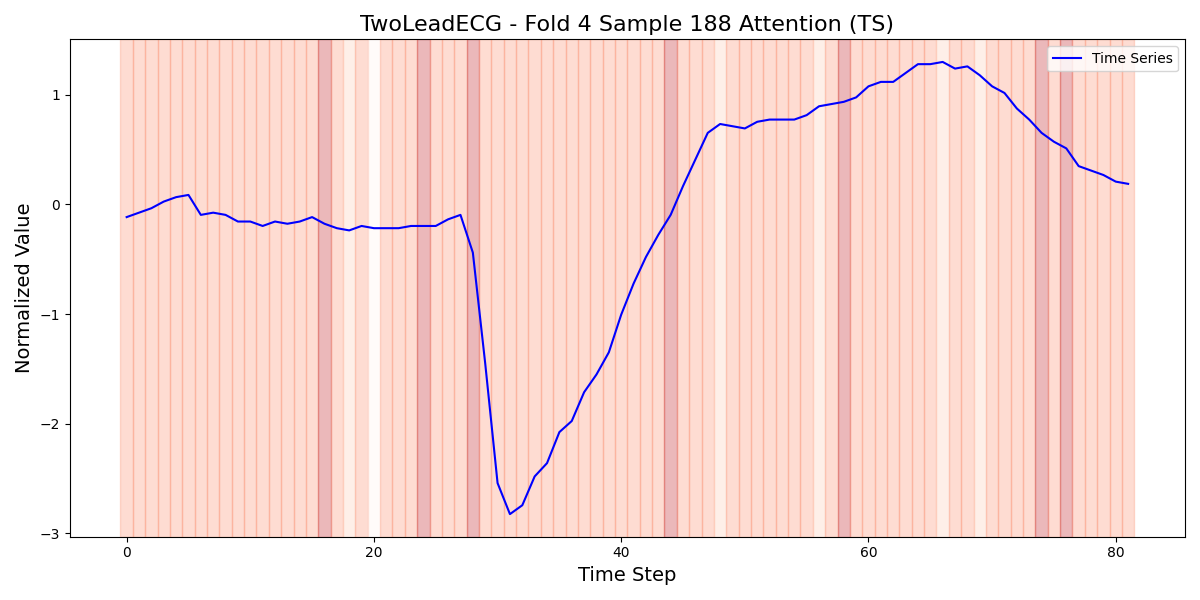 TwoLeadECG - Fold 4 Sample 188 Attention (TS)
Time Series
Normalized Value
1
0
−1
−2
−3
0 20 40 60 80
Time Step